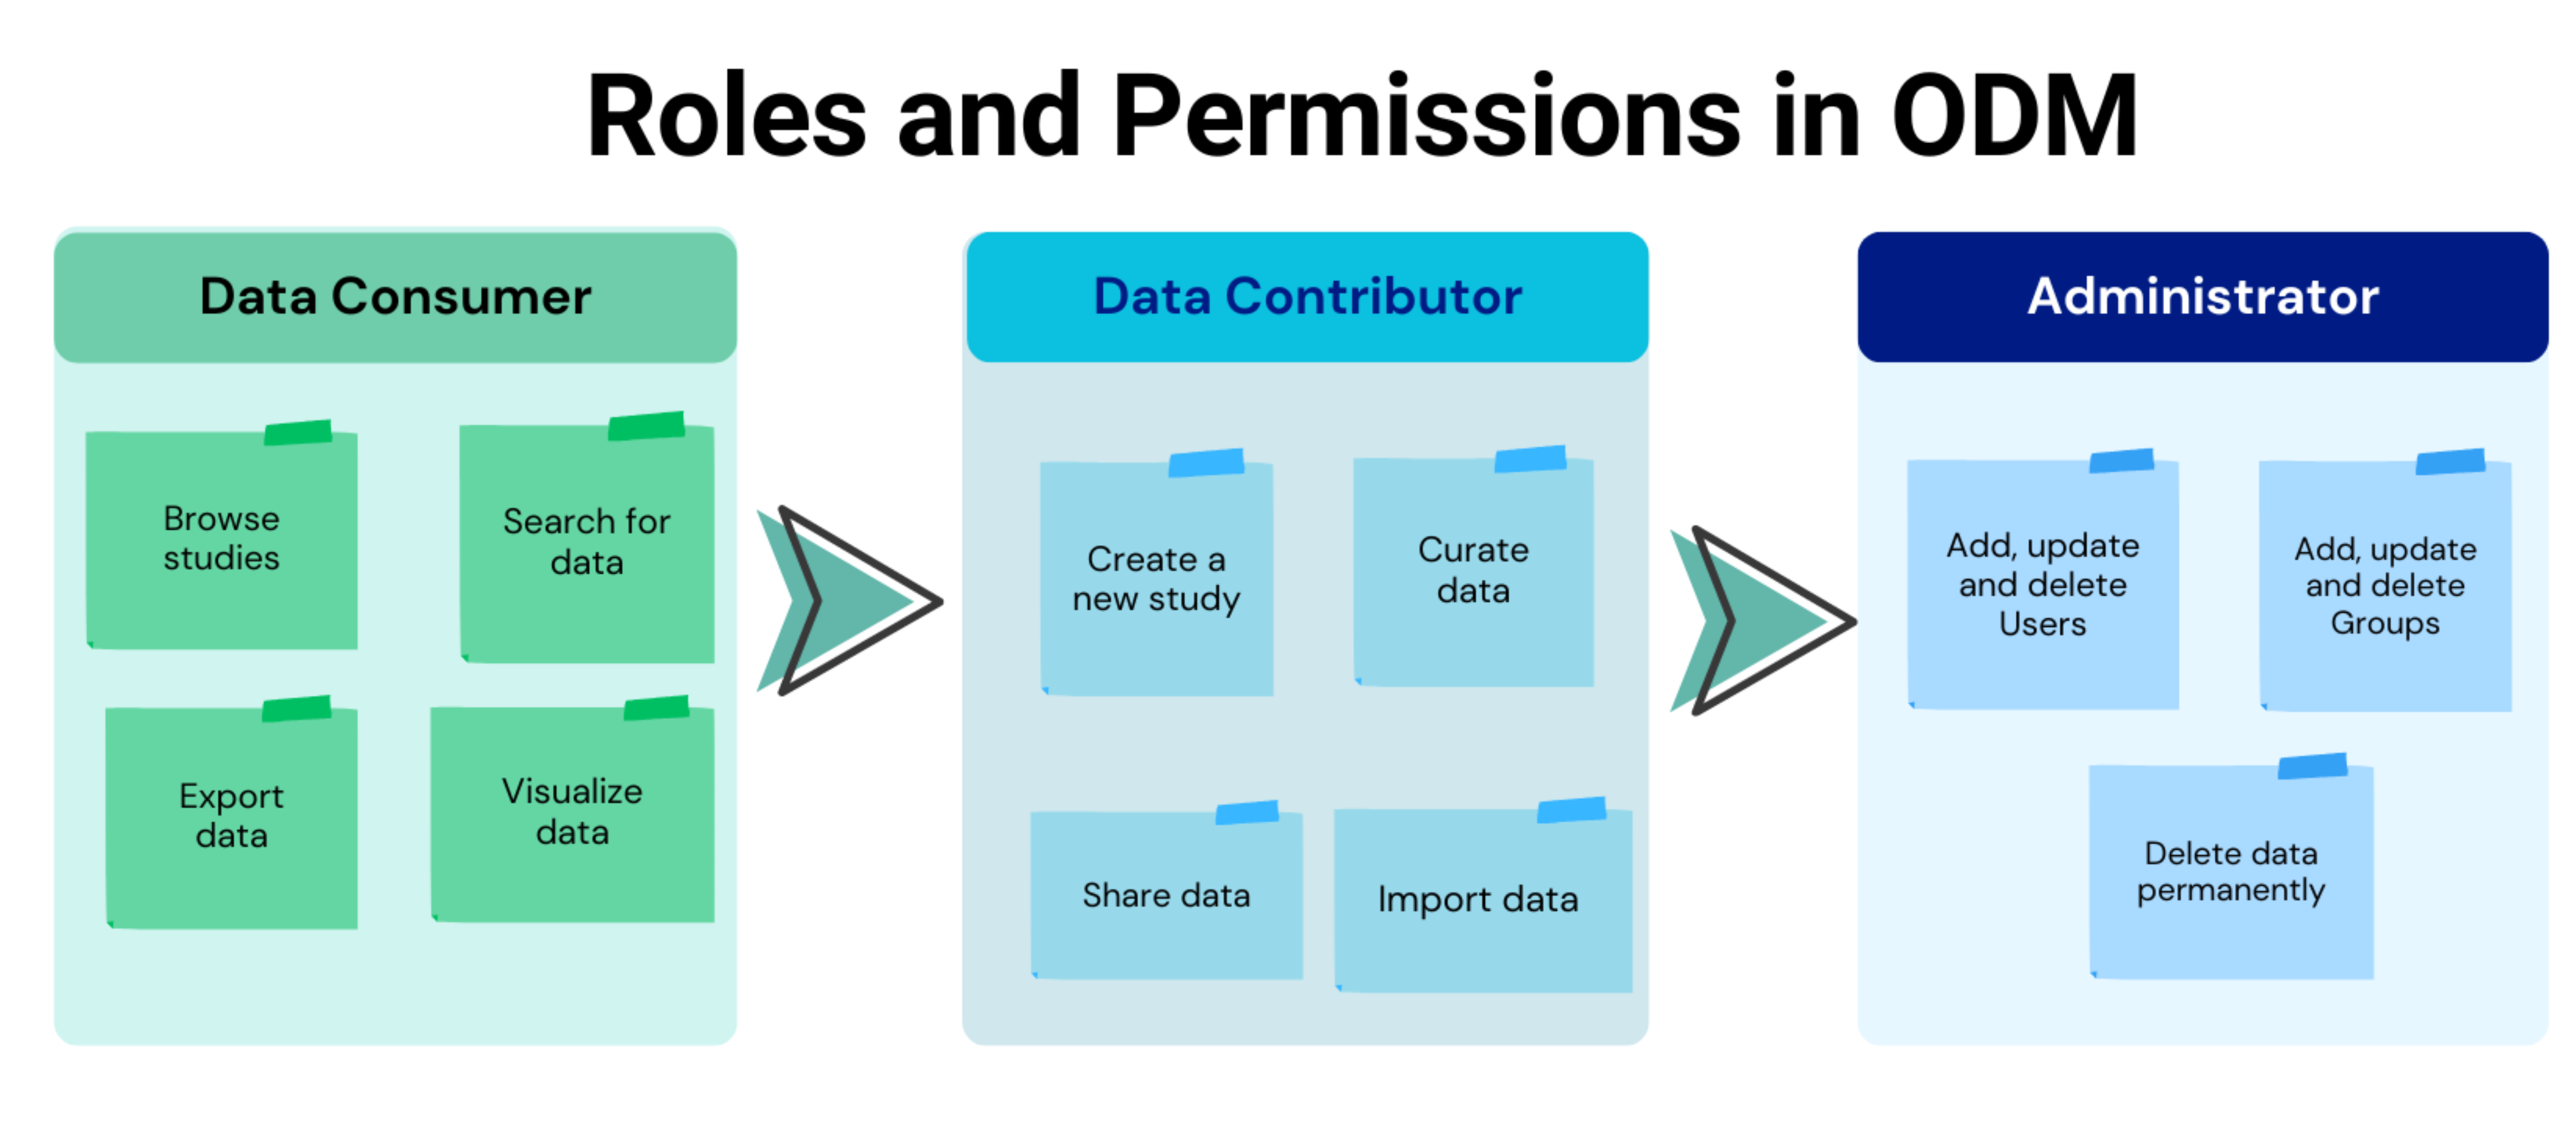 Roles and Permissions in ODM
Data Consumer
Browse
studies
Search for
data
Export
data
Visualize
data
Data Contributor
Create a
new study
Curate
data
Share data
Import data
Administrator
Add, update
and delete
Users
Add, update
and delete
Groups
Delete data
permanently